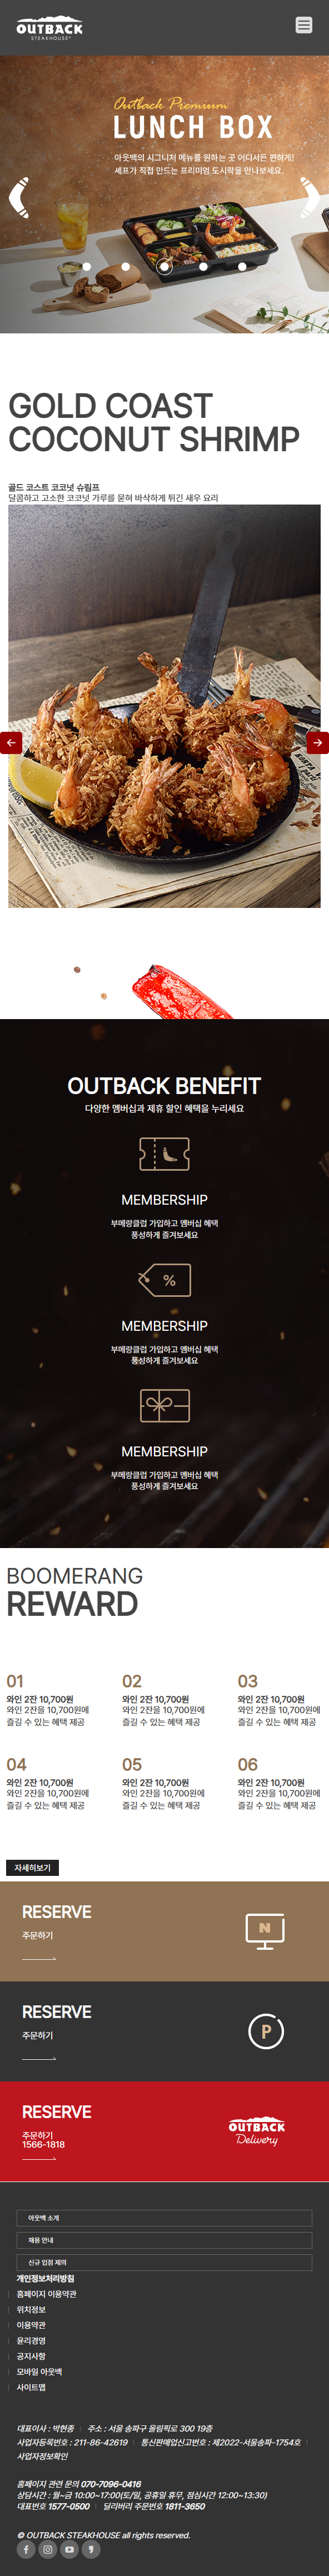 OUTBACK
STEAKHOUSE®
Outback Premium
LUNCH BOX
아웃백의 시그니처 메뉴를 원하는 곳 어디서든 편하게!
셰프가 직접 만드는 프리미엄 도시락을 만나보세요.
GOLD COAST
COCONUT SHRIMP
골드 코스트 코코넛 슈림프
달콤하고 고소한 코코넛 가루를 묻혀 바삭하게 튀긴 새우 요리
OUTBACK BENEFIT
다양한 멤버십과 제휴 할인 혜택을 누리세요
MEMBERSHIP
부메랑클럽 가입하고 멤버십 혜택
풍성하게 즐겨보세요
%
MEMBERSHIP
부메랑클럽 가입하고 멤버십 혜택
풍성하게 즐겨보세요
MEMBERSHIP
부메랑클럽 가입하고 멤버십 혜택
풍성하게 즐겨보세요
BOOMERANG
REWARD
01 02 03
와인 2잔 10,700원 와인 2잔 10,700원 와인 2잔 10,700원
와인 2잔을 10,700원에 와인 2잔을 10,700원에 와인 2잔을 10,700원에
즐길 수 있는 혜택 제공 즐길 수 있는 혜택 제공 즐길 수 있는 혜택 제공
04 05 06
와인 2잔 10,700원 와인 2잔 10,700원 와인 2잔 10,700원
와인 2잔을 10,700원에 와인 2잔을 10,700원에 와인 2잔을 10,700원에
즐길 수 있는 혜택 제공 즐길 수 있는 혜택 제공 즐길 수 있는 혜택 제공
자세히보기
RESERVE
주문하기
N
RESERVE
주문하기
P
RESERVE
주문하기
1566-1818
OUTBACK
Delivery
아웃백 소개
채용 안내
신규 입점 제의
개인정보처리방침
홈페이지 이용약관
위치정보
이용약관
윤리경영
공지사항
모바일 아웃백
사이트맵
대표이사 : 박현종 주소 : 서울 송파구 올림픽로 300 19층
사업자등록번호 : 211-86-42619 통신판매업신고번호 : 제2022-서울송파-1754호
사업자정보확인
홈페이지 관련 문의 070-7096-0416
상담시간 : 월~금 10:00~17:00(토/일, 공휴일 휴무, 점심시간 12:00~13:30)
대표번호 1577-0500 딜리버리 주문번호 1811-3650
© OUTBACK STEAKHOUSE all rights reserved.